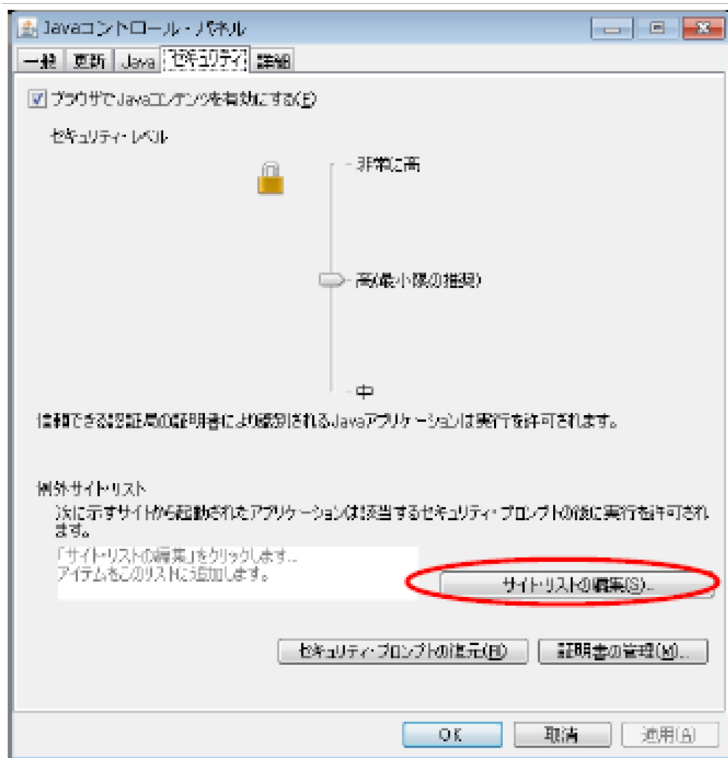 Javaコントロール・パネル
一般 更新 Java セキュリティ 詳細
ブラウザでJavaコンテンツを有効にする(E)
セキュリティ・レベル
非常に高
高(最小限の推奨)
中
信頼できる認証局の証明書により識別されるJavaアプリケーションは実行を許可されます。
例外サイト・リスト
次に示すサイトから起動されたアプリケーションは該当するセキュリティ・プロンプトの後に実行を許可され
ます。
「サイト・リストの編集」をクリックします...
アイテムをこのリストに追加します。
サイト・リストの編集(S)...
セキュリティ・プロンプトの復元(R) 証明書の管理(M)...
OK 取消 適用(A)